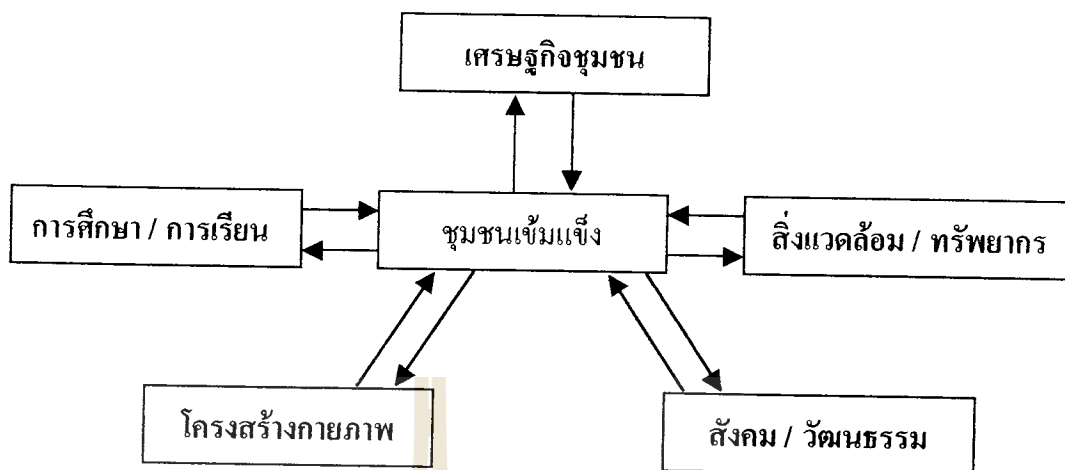 เศรษฐกิจชุมชน
การศึกษา / การเรียน
ชุมชนเข้มแข็ง
สิ่งแวดล้อม / ทรัพยากร
โครงสร้างกายภาพ
สังคม / วัฒนธรรม